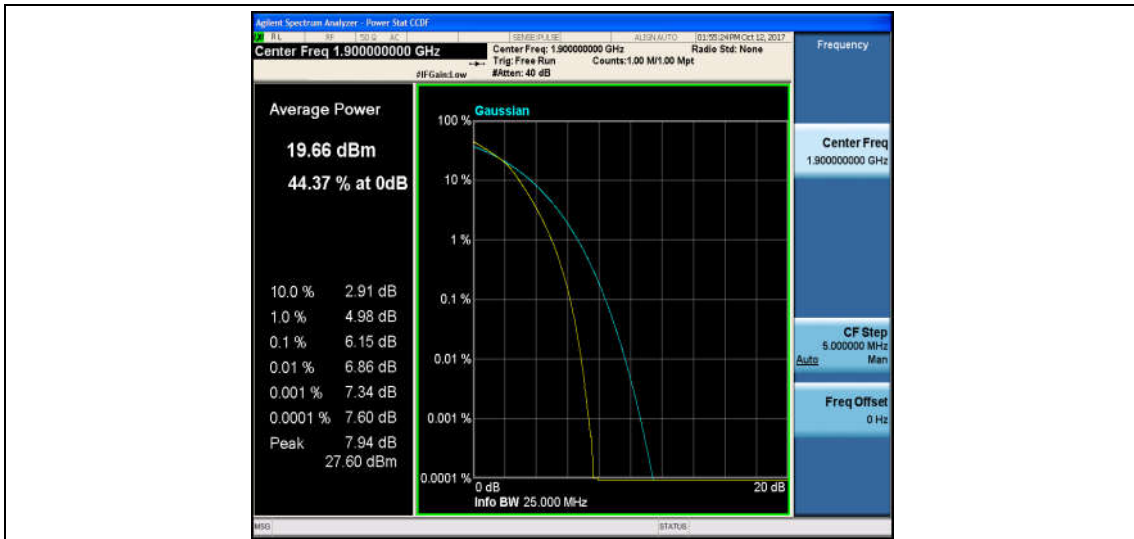 Agilent Spectrum Analyzer - Power Stat CCDF
RL RF 50 Ω AC SENSE:PULSE ALIGN AUTO 01:55:24 PM Oct 12, 2017
Center Freq 1.900000000 GHz
Center Freq: 1.900000000 GHz Radio Std: None
Trig: Free Run Counts:1.00 M/1.00 Mpt
#IFGain:Low #Atten: 40 dB
Frequency
Average Power
19.66 dBm
44.37 % at 0dB
10.0 % 2.91 dB
1.0 % 4.98 dB
0.1 % 6.15 dB
0.01 % 6.86 dB
0.001 % 7.34 dB
0.0001 % 7.60 dB
Peak 7.94 dB
27.60 dBm
Gaussian
100 %
10 %
1 %
0.1 %
0.01 %
0.001 %
0.0001 %
0 dB 20 dB
Info BW 25.000 MHz
Center Freq
1.900000000 GHz
CF Step
5.000000 MHz
Auto Man
Freq Offset
0 Hz
MSG STATUS